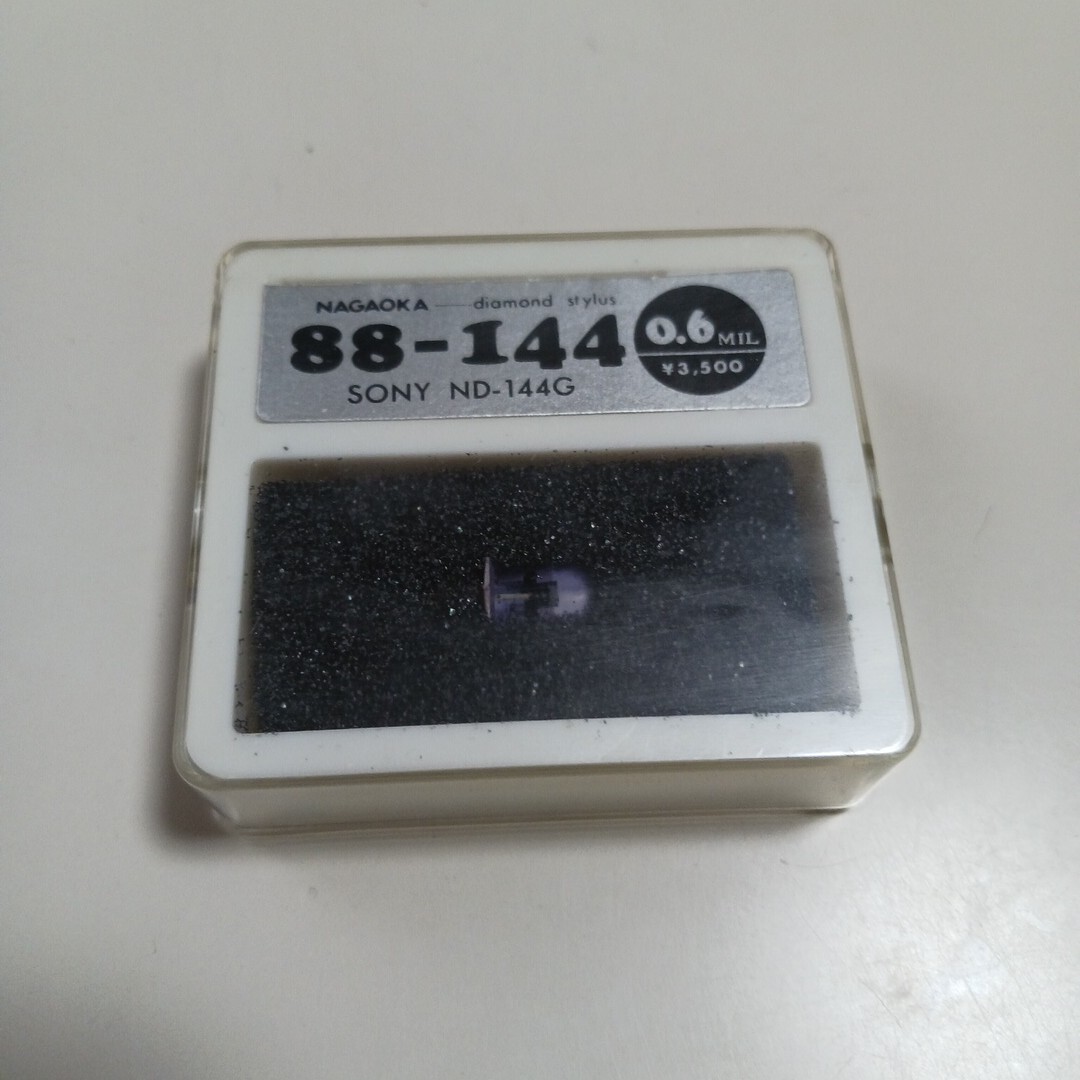 NAGAOKA — diamond stylus
88-144
SONY ND-144G
0.6 MIL
¥3,500